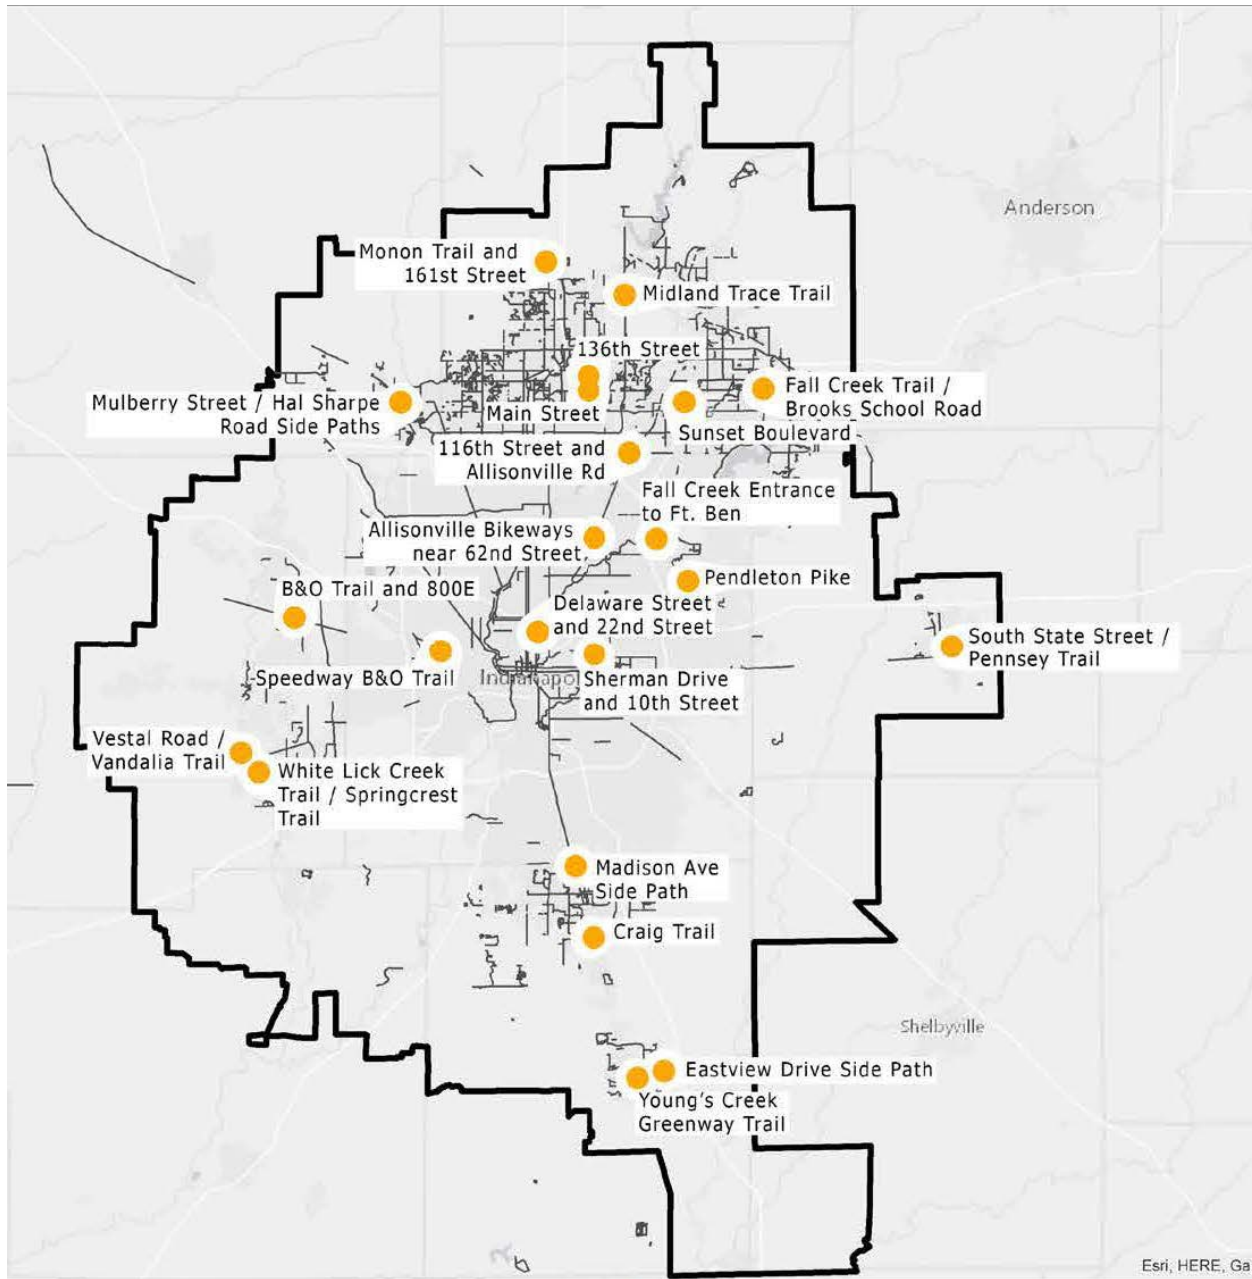 Anderson
Monon Trail and
161st Street
Midland Trace Trail
136th Street
Main Street
Fall Creek Trail /
Brooks School Road
Mulberry Street / Hal Sharpe
Road Side Paths
Sunset Boulevard
116th Street and
Allisonville Rd
Fall Creek Entrance
to Ft. Ben
Allisonville Bikeways
near 62nd Street
Pendleton Pike
B&O Trail and 800E
Delaware Street
and 22nd Street
South State Street /
Pennsey Trail
Speedway B&O Trail
Indianapo
Sherman Drive
and 10th Street
Vestal Road /
Vandalia Trail
White Lick Creek
Trail / Springcrest
Trail
Madison Ave
Side Path
Craig Trail
Shelbyville
Eastview Drive Side Path
Young's Creek
Greenway Trail
Esri, HERE, Ga